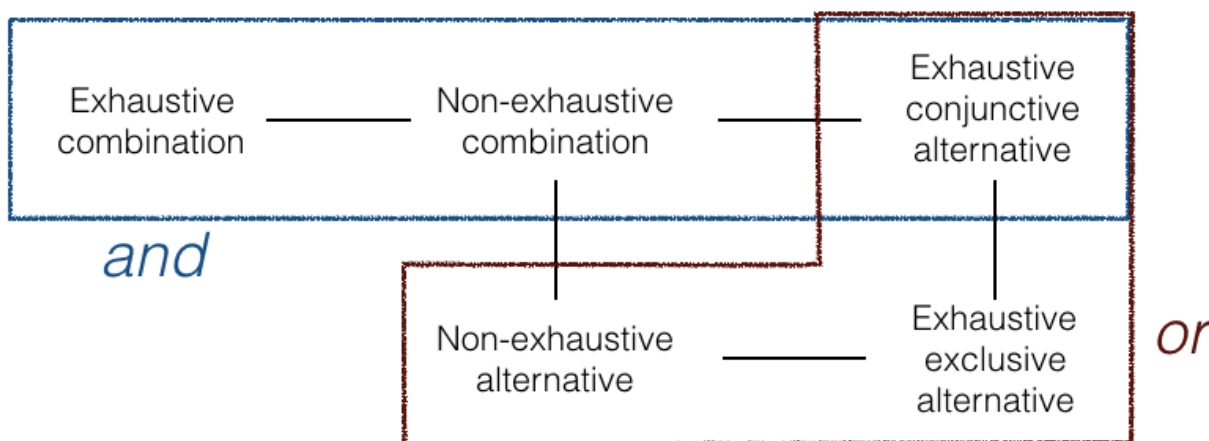 Exhaustive
combination
Non-exhaustive
combination
Exhaustive
conjunctive
alternative
and
Non-exhaustive
alternative
Exhaustive
exclusive
alternative
or